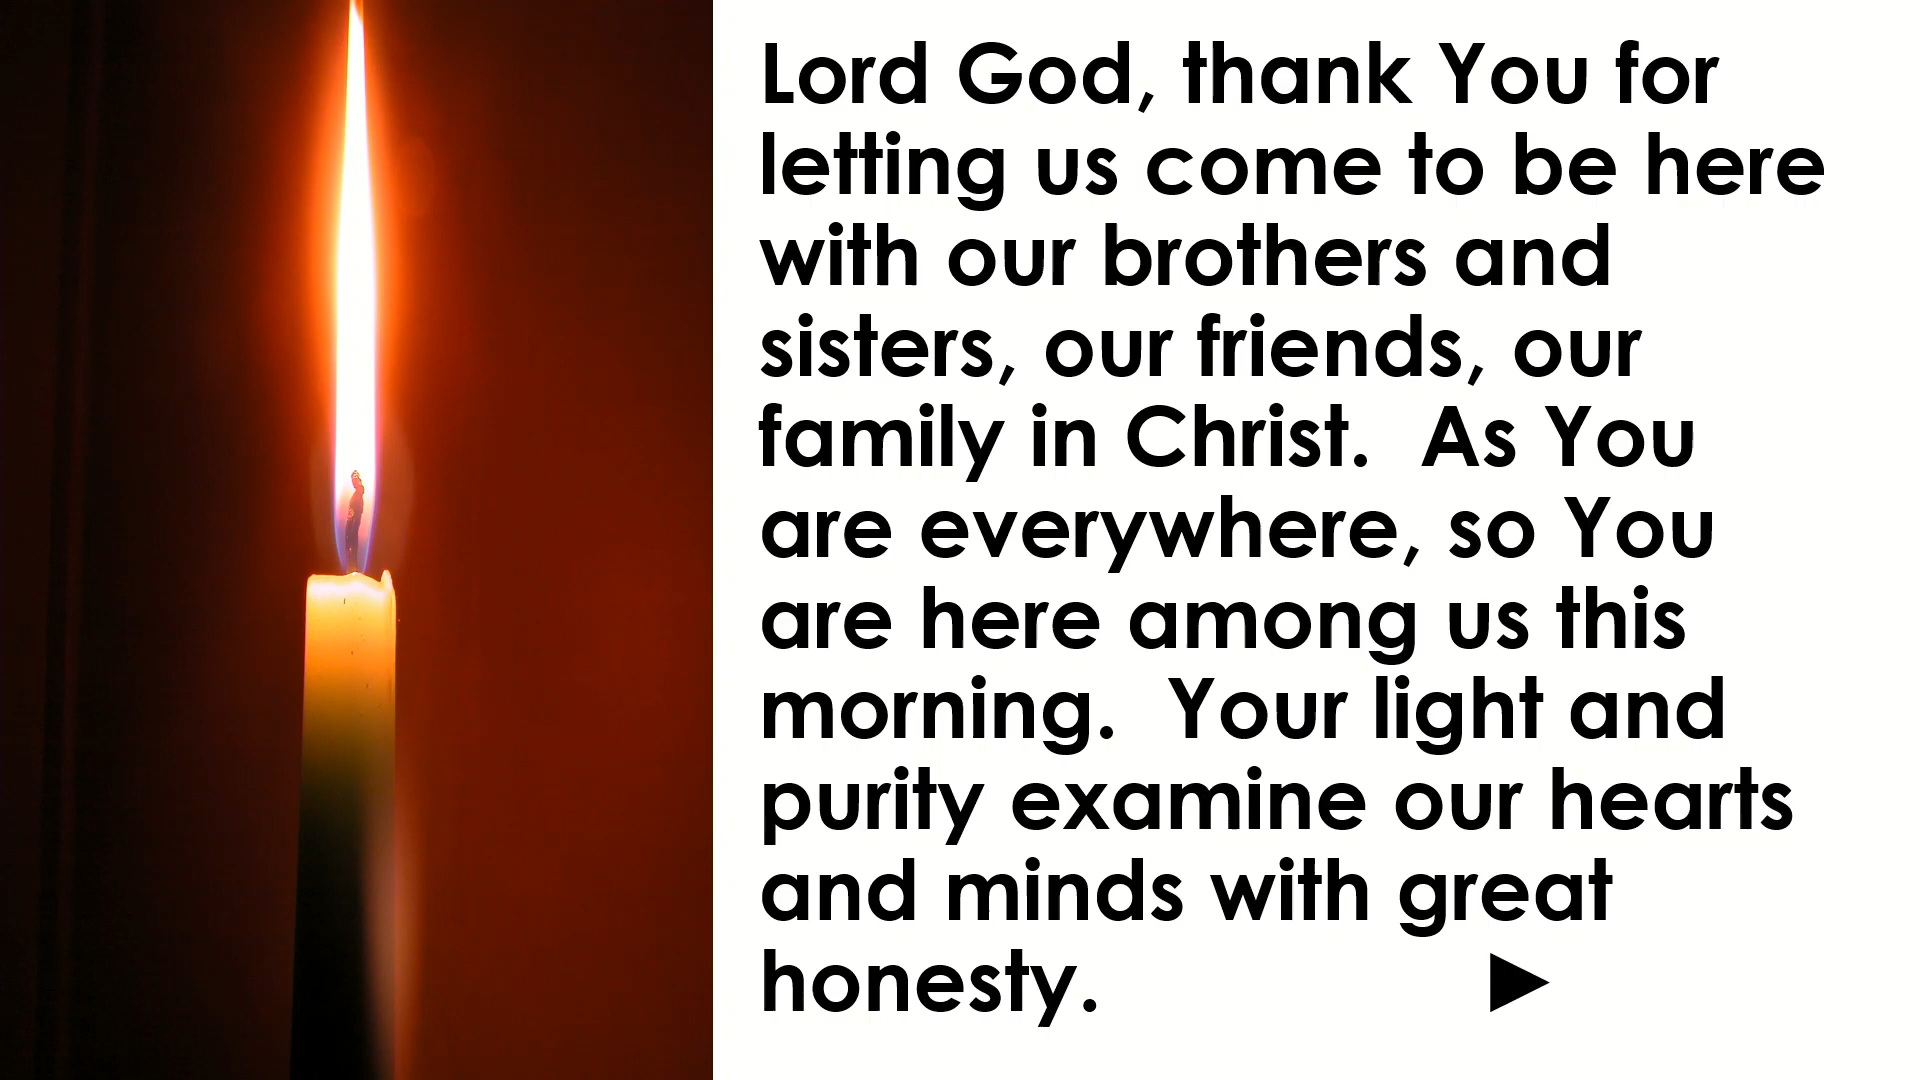 Lord God, thank You for
letting us come to be here
with our brothers and
sisters, our friends, our
family in Christ.  As You
are everywhere, so You
are here among us this
morning.  Your light and
purity examine our hearts
and minds with great
honesty. ►